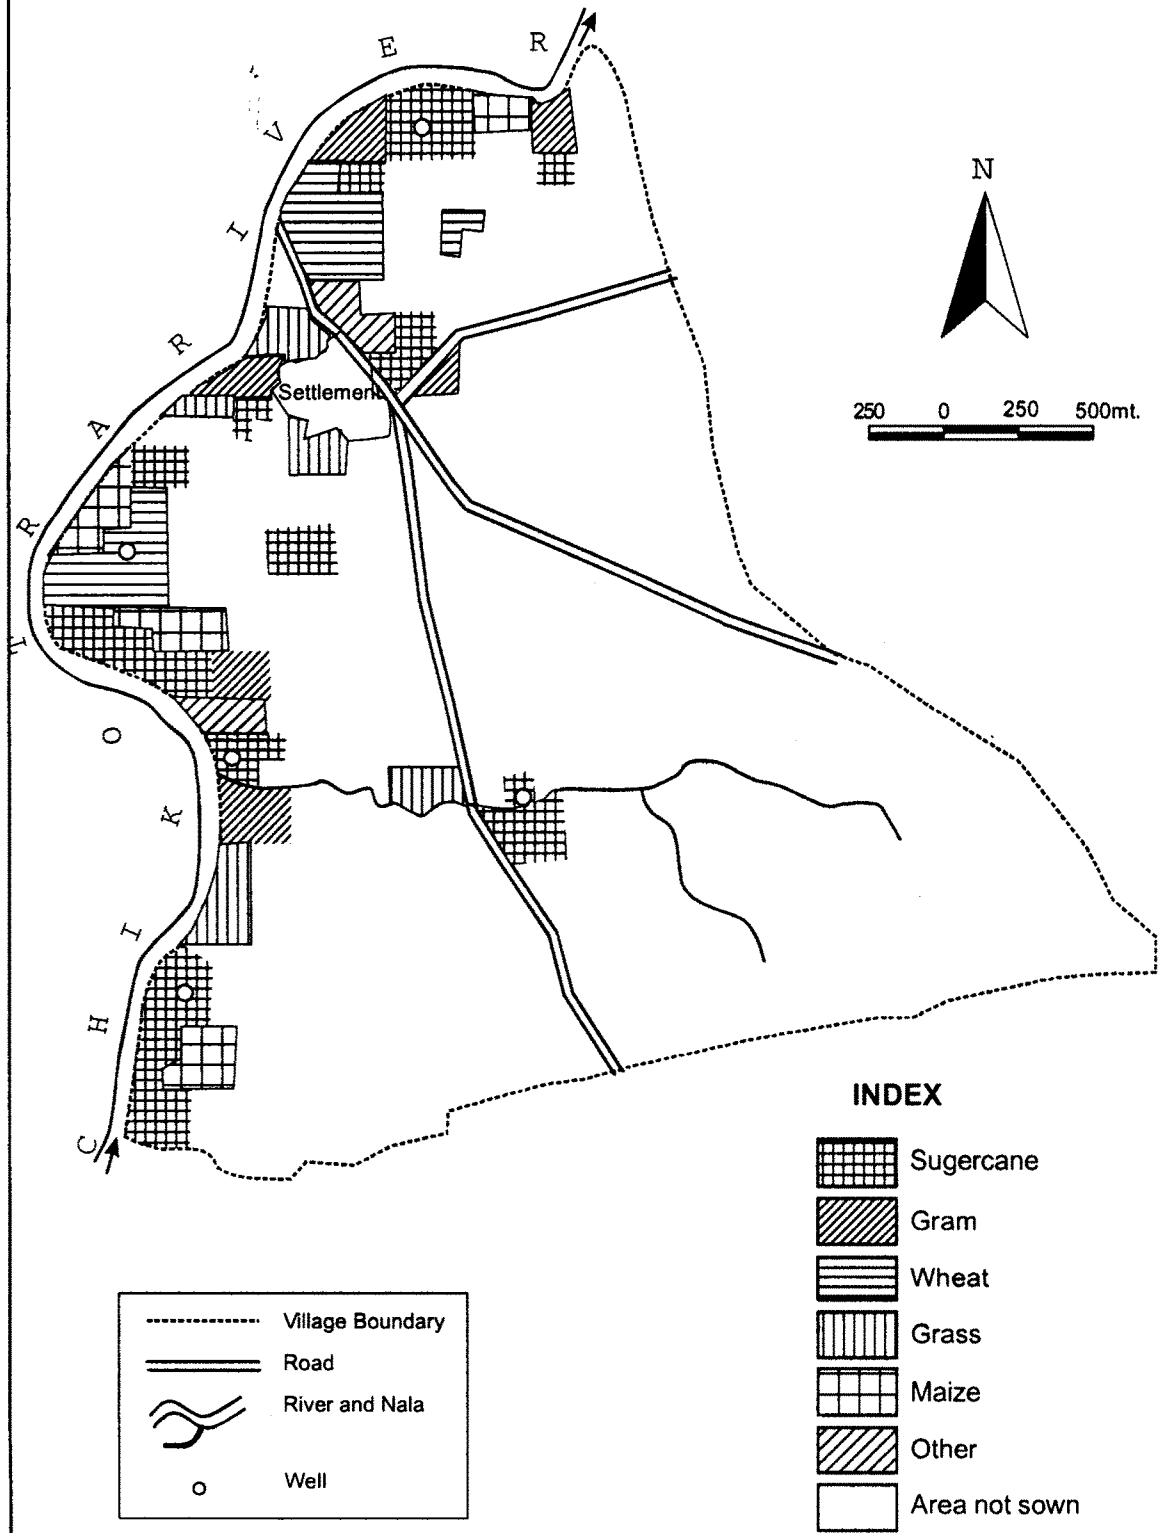 C H I K O T R A R I V E R
N
Settlement
250 0 250 500mt.
INDEX
Sugercane
Gram
Wheat
Grass
Maize
Other
Area not sown
Village Boundary
Road
River and Nala
Well